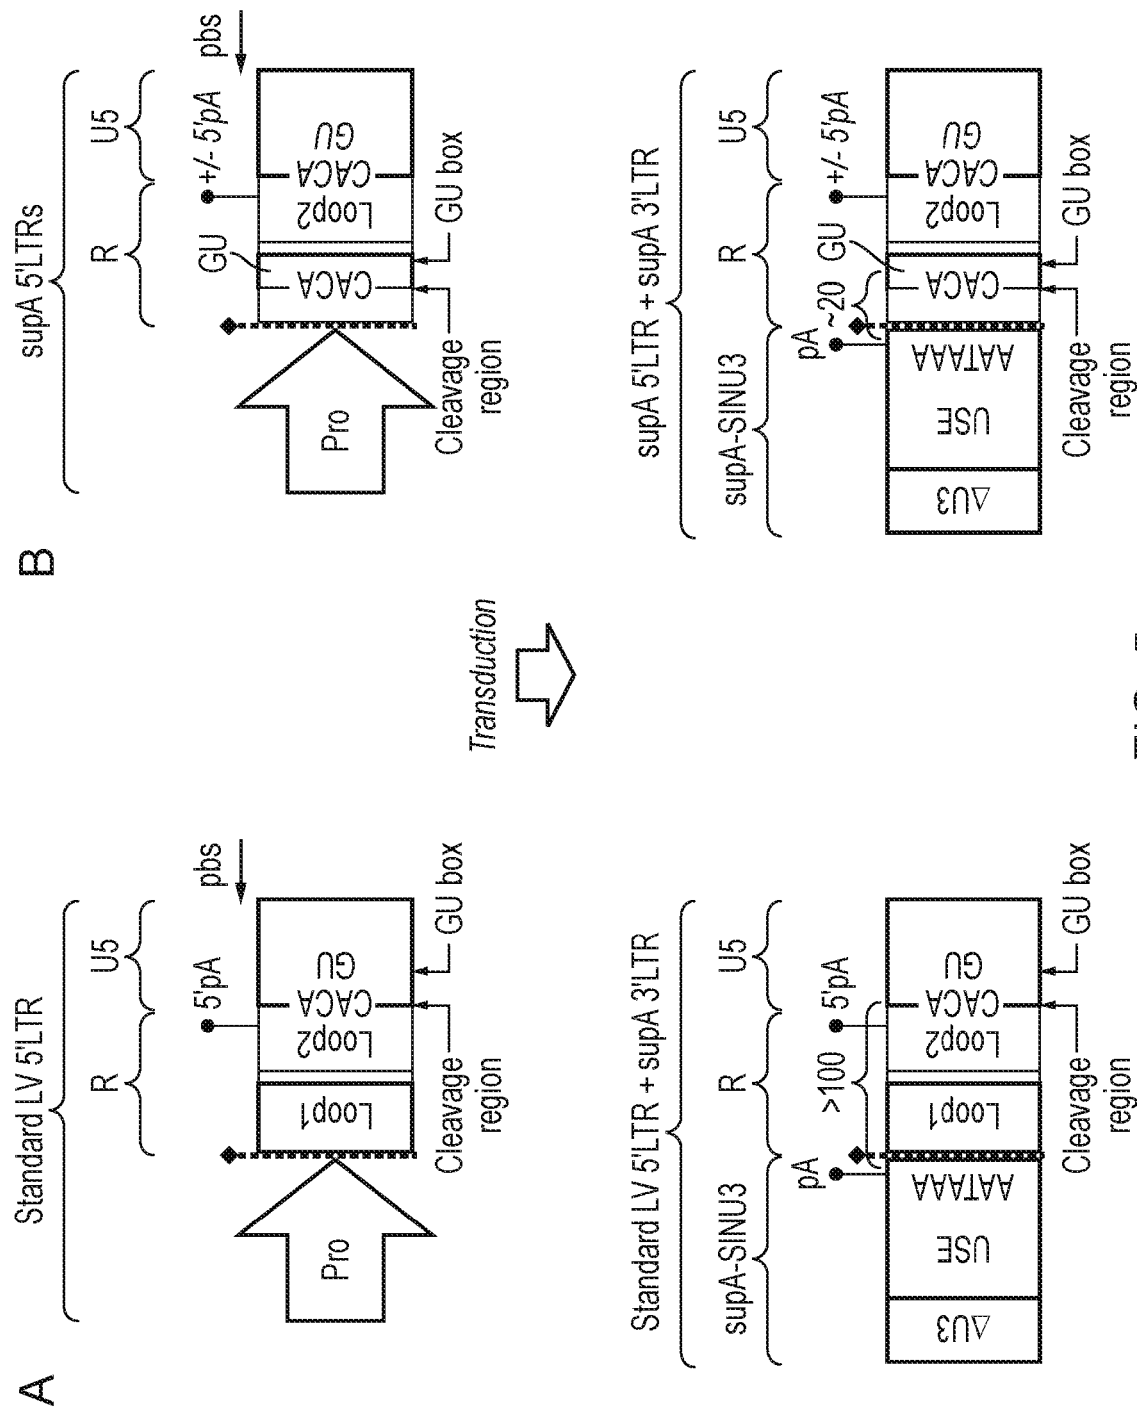 A
Standard LV 5'LTR
R
U5
5'pA
pbs
Pro
Loop1
Loop2
CACA
GU
Cleavage
region
GU box
Standard LV 5'LTR + supA 3'LTR
supA-SINU3
R
U5
pA
>100
5'pA
ΔU3
USE
AATAAA
Loop1
Loop2
CACA
GU
Cleavage
region
GU box
Transduction
B
supA 5'LTRs
R
U5
GU
+/- 5'pA
pbs
Pro
CACA
Loop2
CACA
GU
Cleavage
region
GU box
supA 5'LTR + supA 3'LTR
supA-SINU3
R
U5
pA
~20
GU
+/- 5'pA
ΔU3
USE
AATAAA
CACA
Loop2
CACA
GU
Cleavage
region
GU box